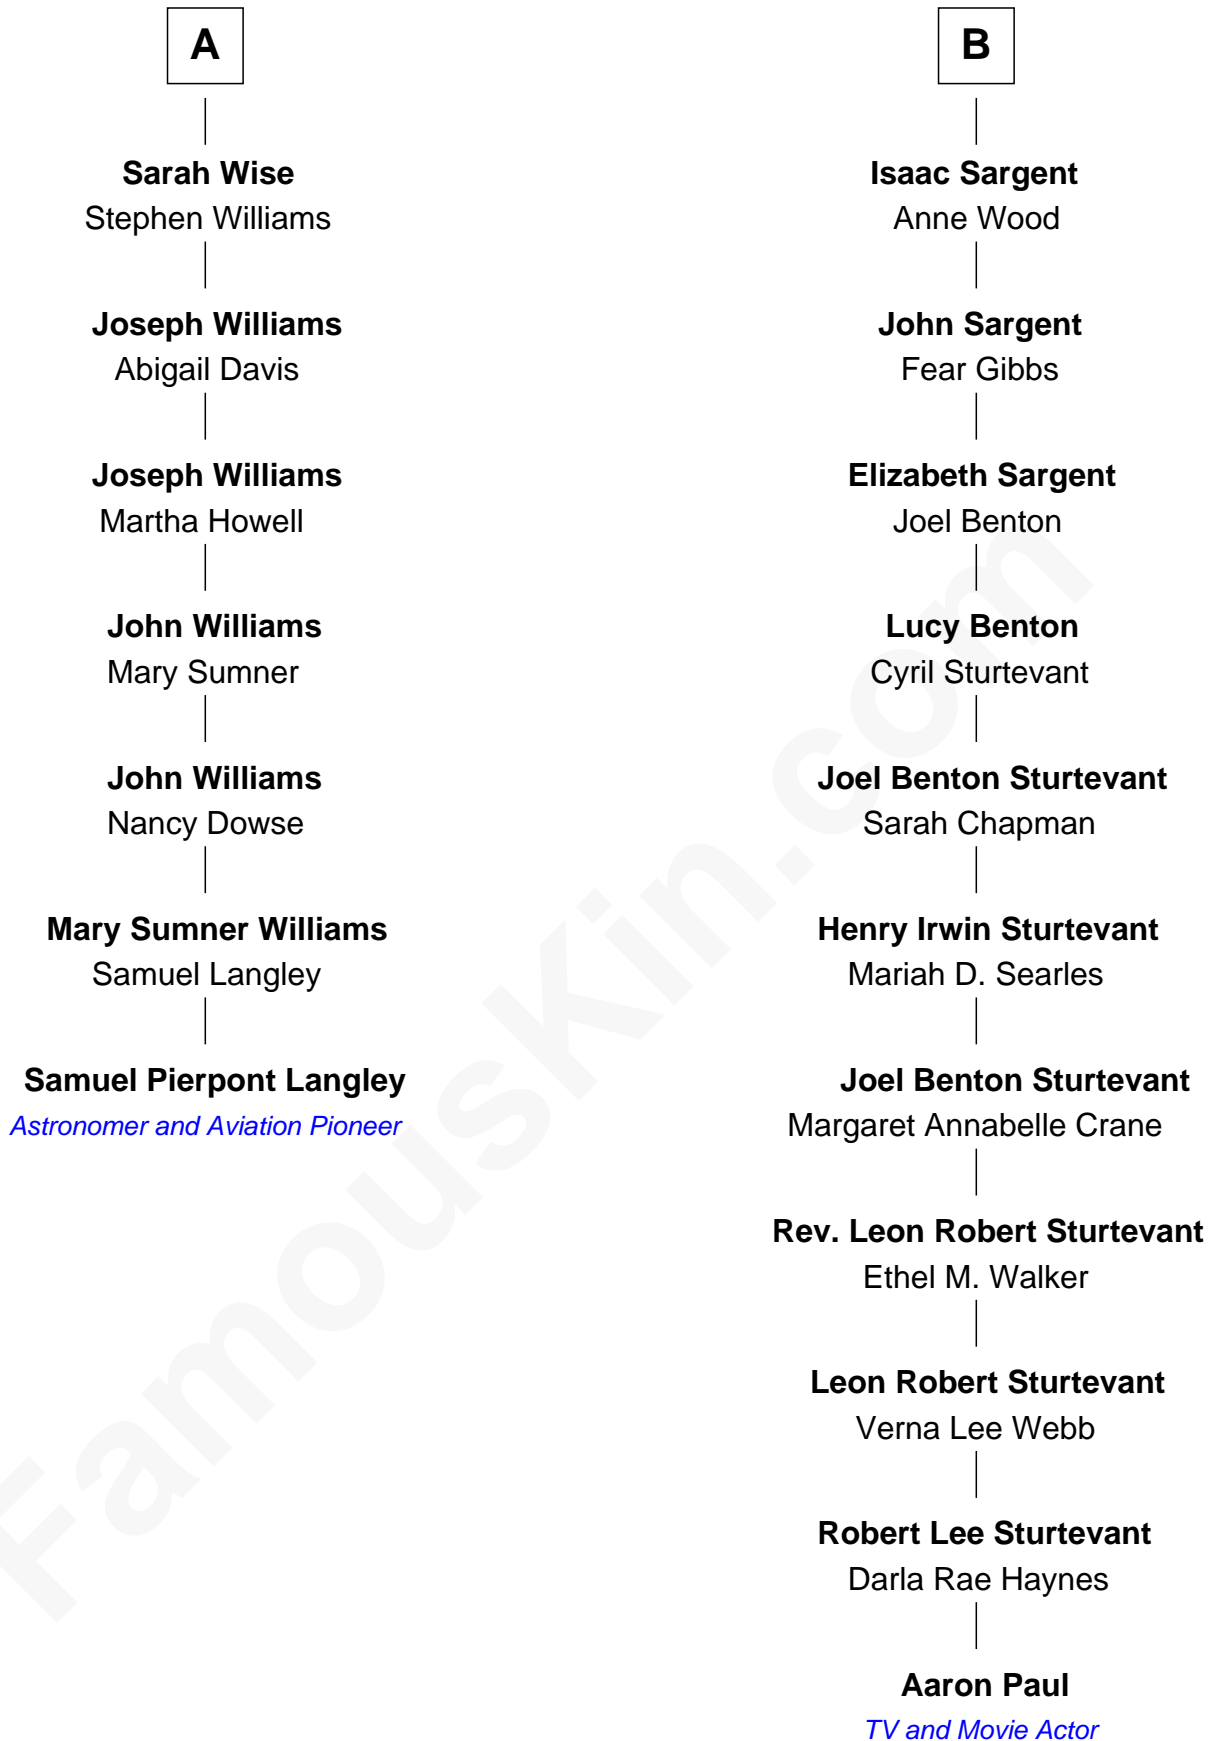 A
Sarah Wise
Stephen Williams
Joseph Williams
Abigail Davis
Joseph Williams
Martha Howell
John Williams
Mary Sumner
John Williams
Nancy Dowse
Mary Sumner Williams
Samuel Langley
Samuel Pierpont Langley
Astronomer and Aviation Pioneer
B
Isaac Sargent
Anne Wood
John Sargent
Fear Gibbs
Elizabeth Sargent
Joel Benton
Lucy Benton
Cyril Sturtevant
Joel Benton Sturtevant
Sarah Chapman
Henry Irwin Sturtevant
Mariah D. Searles
Joel Benton Sturtevant
Margaret Annabelle Crane
Rev. Leon Robert Sturtevant
Ethel M. Walker
Leon Robert Sturtevant
Verna Lee Webb
Robert Lee Sturtevant
Darla Rae Haynes
Aaron Paul
TV and Movie Actor
FamousKin.com